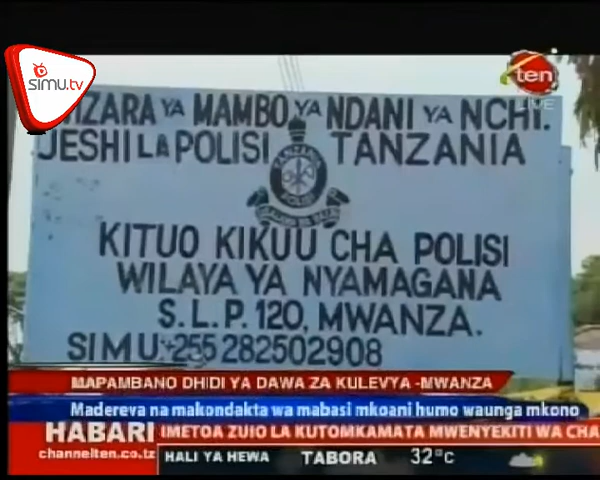 SIMU.tv
ten
LIVE
WIZARA YA MAMBO YA NDANI YA NCHI.
JESHI LA POLISI TANZANIA
TANZANIA
POLISI
KITUO KIKUU CHA POLISI
WILAYA YA NYAMAGANA
S.L.P. 120, MWANZA.
SIMU:+255 282502908
MAPAMBANO DHIDI YA DAWA ZA KULEVYA -MWANZA
Madereva na makondakta wa mabasi mkoani humo waunga mkono
HABARI IMETOA ZUIO LA KUTOMKAMATA MWENYEKITI WA CHA
channelten.co.tz HALI YA HEWA TABORA 32°C